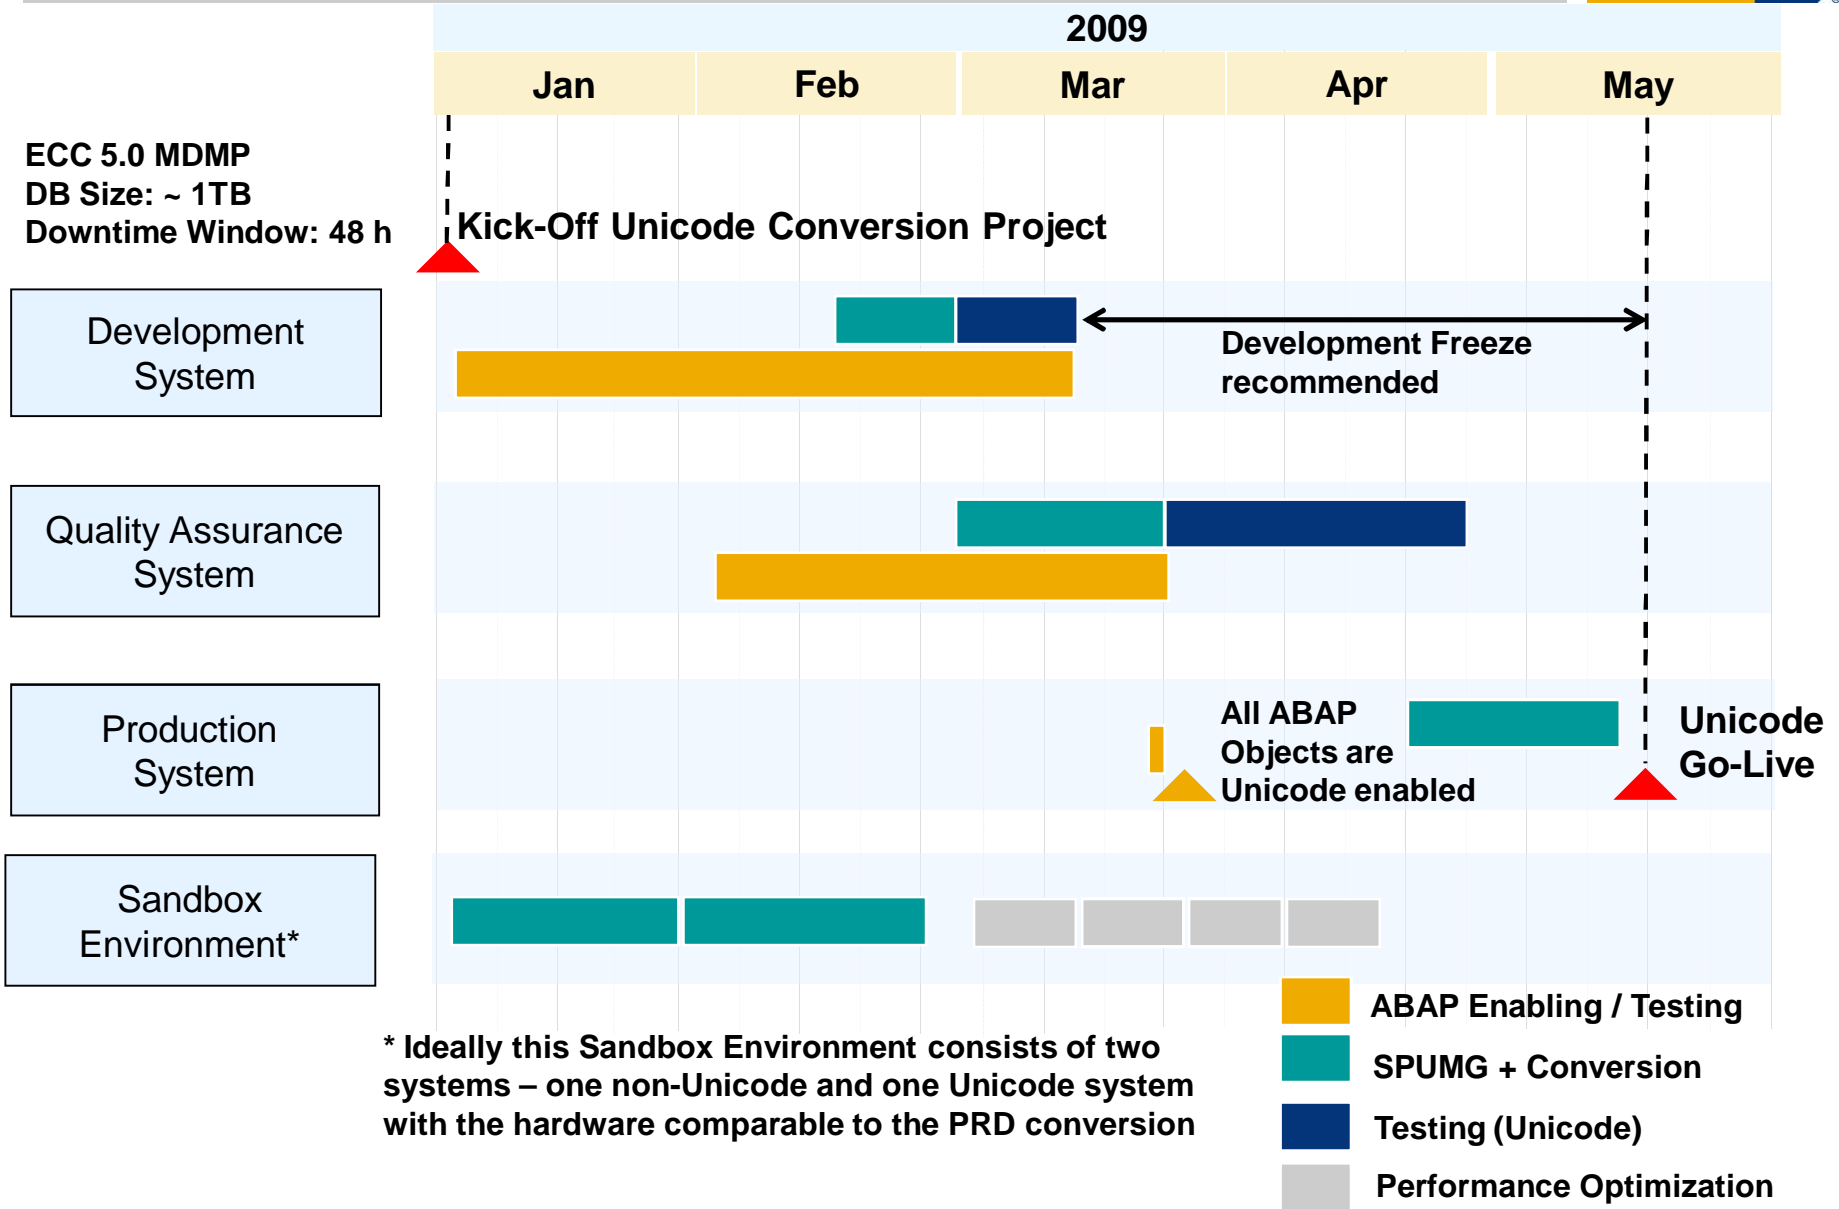 2009
Jan Feb Mar Apr May
ECC 5.0 MDMP
DB Size: ~ 1TB
Downtime Window: 48 h
Kick-Off Unicode Conversion Project
Development
System
Development Freeze
recommended
Quality Assurance
System
Production
System
All ABAP
Objects are
Unicode enabled
Unicode
Go-Live
Sandbox
Environment*
* Ideally this Sandbox Environment consists of two
systems – one non-Unicode and one Unicode system
with the hardware comparable to the PRD conversion
ABAP Enabling / Testing
SPUMG + Conversion
Testing (Unicode)
Performance Optimization